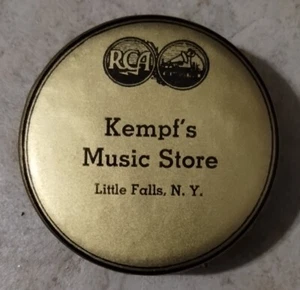 RCA
Kempf's
Music Store
Little Falls, N. Y.